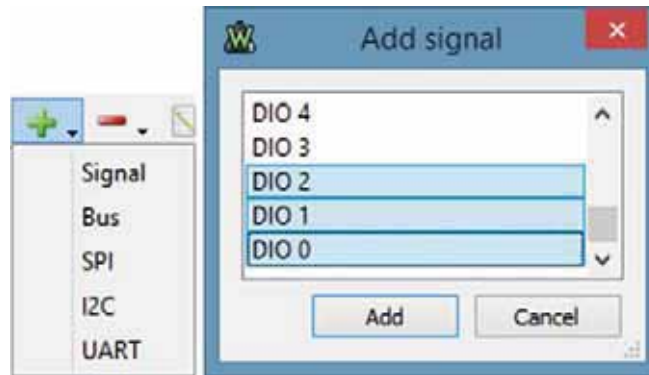 Signal
Bus
SPI
I2C
UART
W
Add signal
DIO 4
DIO 3
DIO 2
DIO 1
DIO 0
Add
Cancel